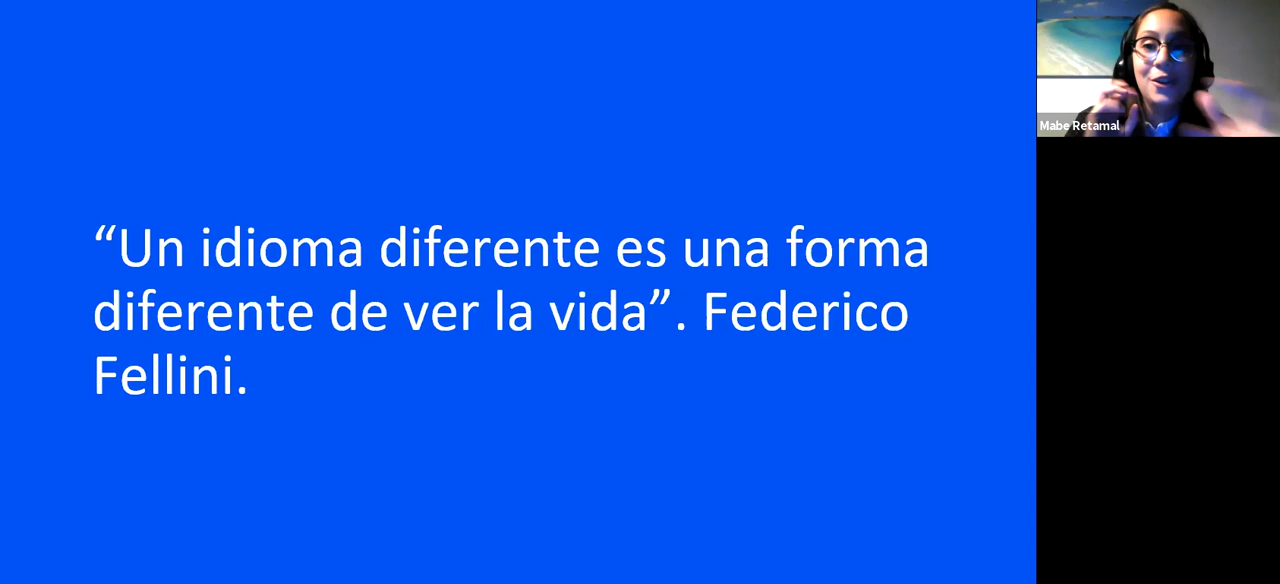 “Un idioma diferente es una forma
diferente de ver la vida”. Federico
Fellini.
Mabe Retamal